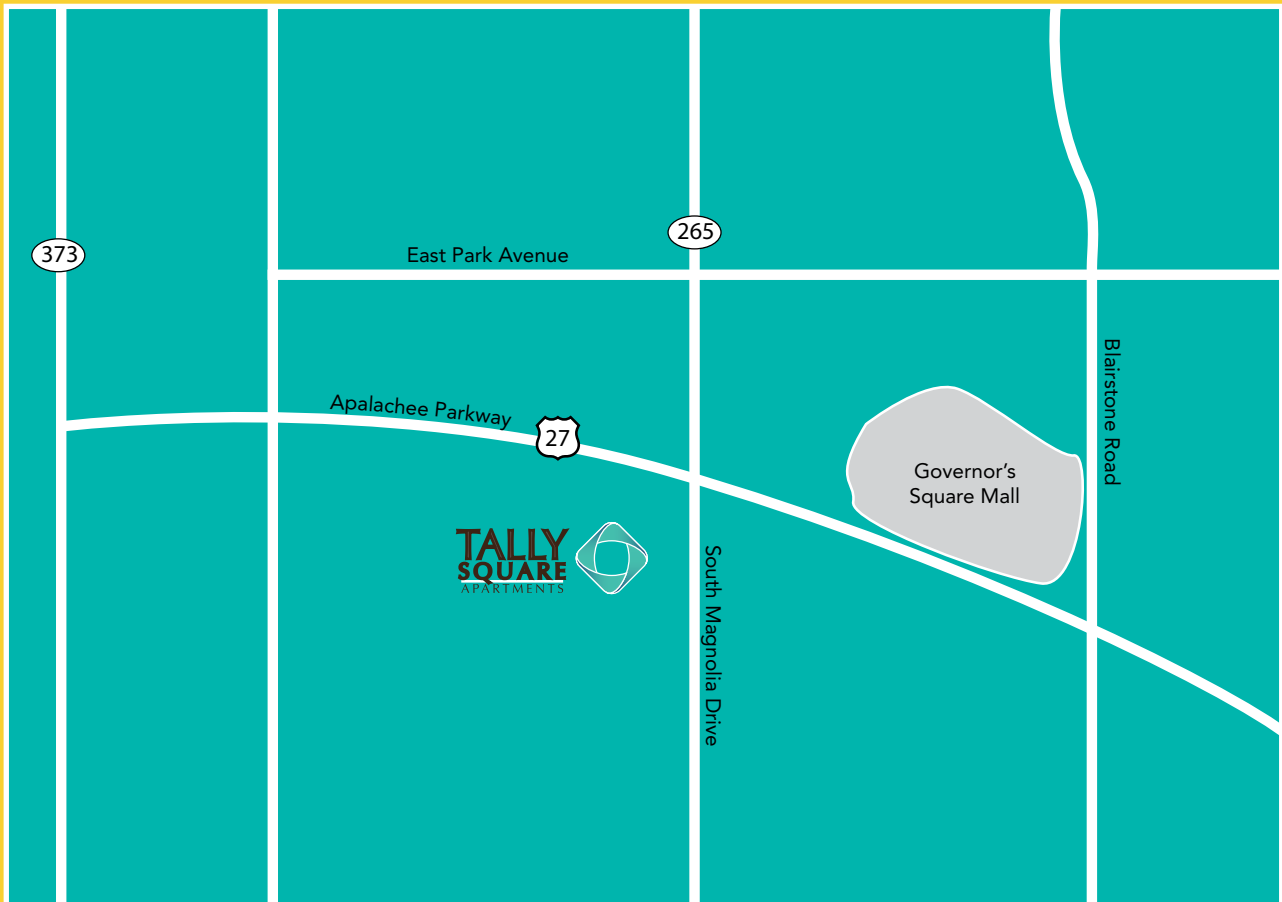 265
373
East Park Avenue
Blairstone Road
Apalachee Parkway
27
Governor's
Square Mall
TALLY
SQUARE
APARTMENTS
South Magnolia Drive